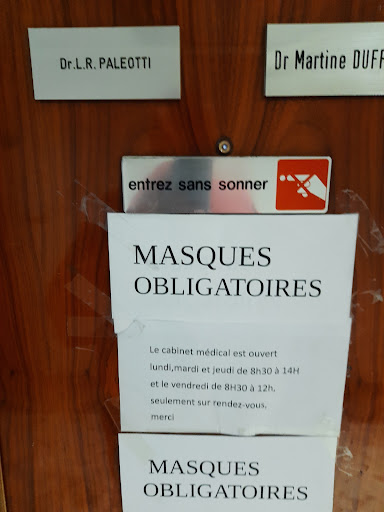 Dr.L.R. PALEOTTI
Dr Martine DUFF
entrez sans sonner
MASQUES
OBLIGATOIRES
Le cabinet médical est ouvert
lundi,mardi et jeudi de 8h30 à 14H
et le vendredi de 8H30 à 12h.
seulement sur rendez-vous.
merci
MASQUES
OBLIGATOIRES